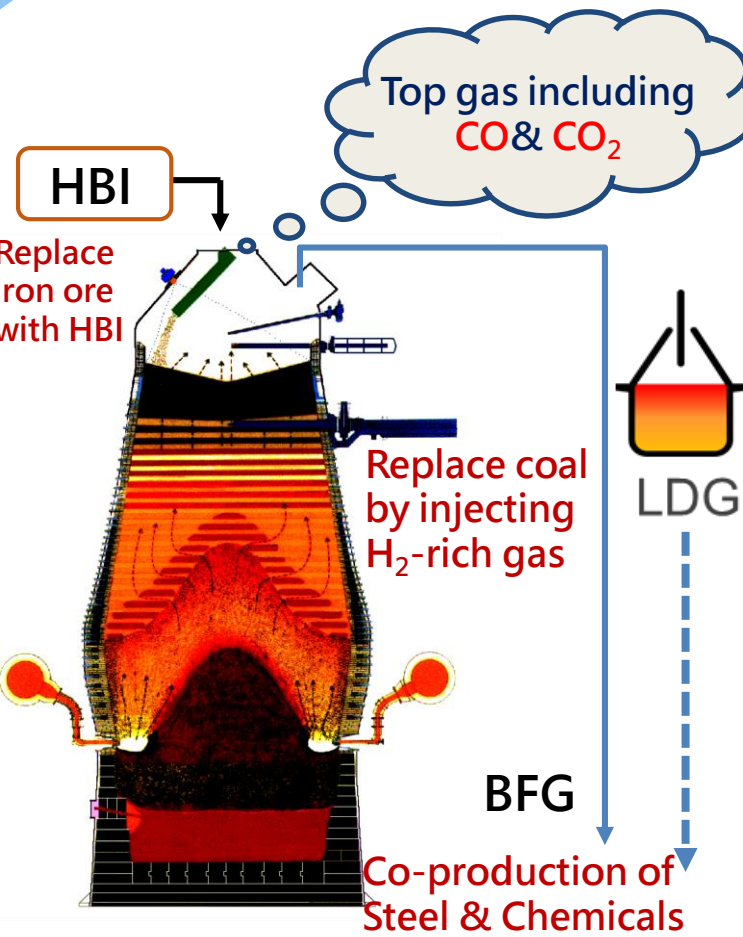 Top gas including
CO& CO₂
HBI
Replace
iron ore
with HBI
Replace coal
by injecting
H₂-rich gas
LDG
BFG
Co-production of
Steel & Chemicals